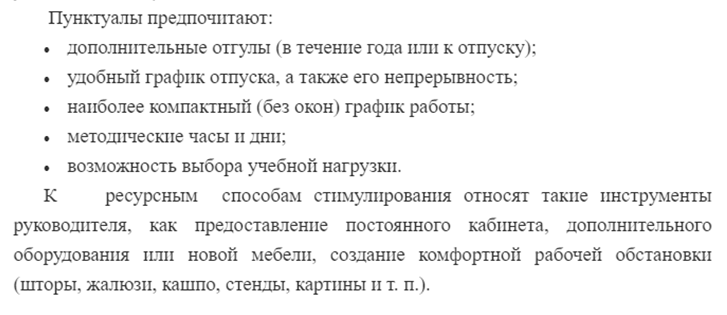 Пунктуалы предпочитают:
• дополнительные отгулы (в течение года или к отпуску);
• удобный график отпуска, а также его непрерывность;
• наиболее компактный (без окон) график работы;
• методические часы и дни;
• возможность выбора учебной нагрузки.
К ресурсным способам стимулирования относят такие инструменты
руководителя, как предоставление постоянного кабинета, дополнительного
оборудования или новой мебели, создание комфортной рабочей обстановки
(шторы, жалюзи, кашпо, стенды, картины и т. п.).